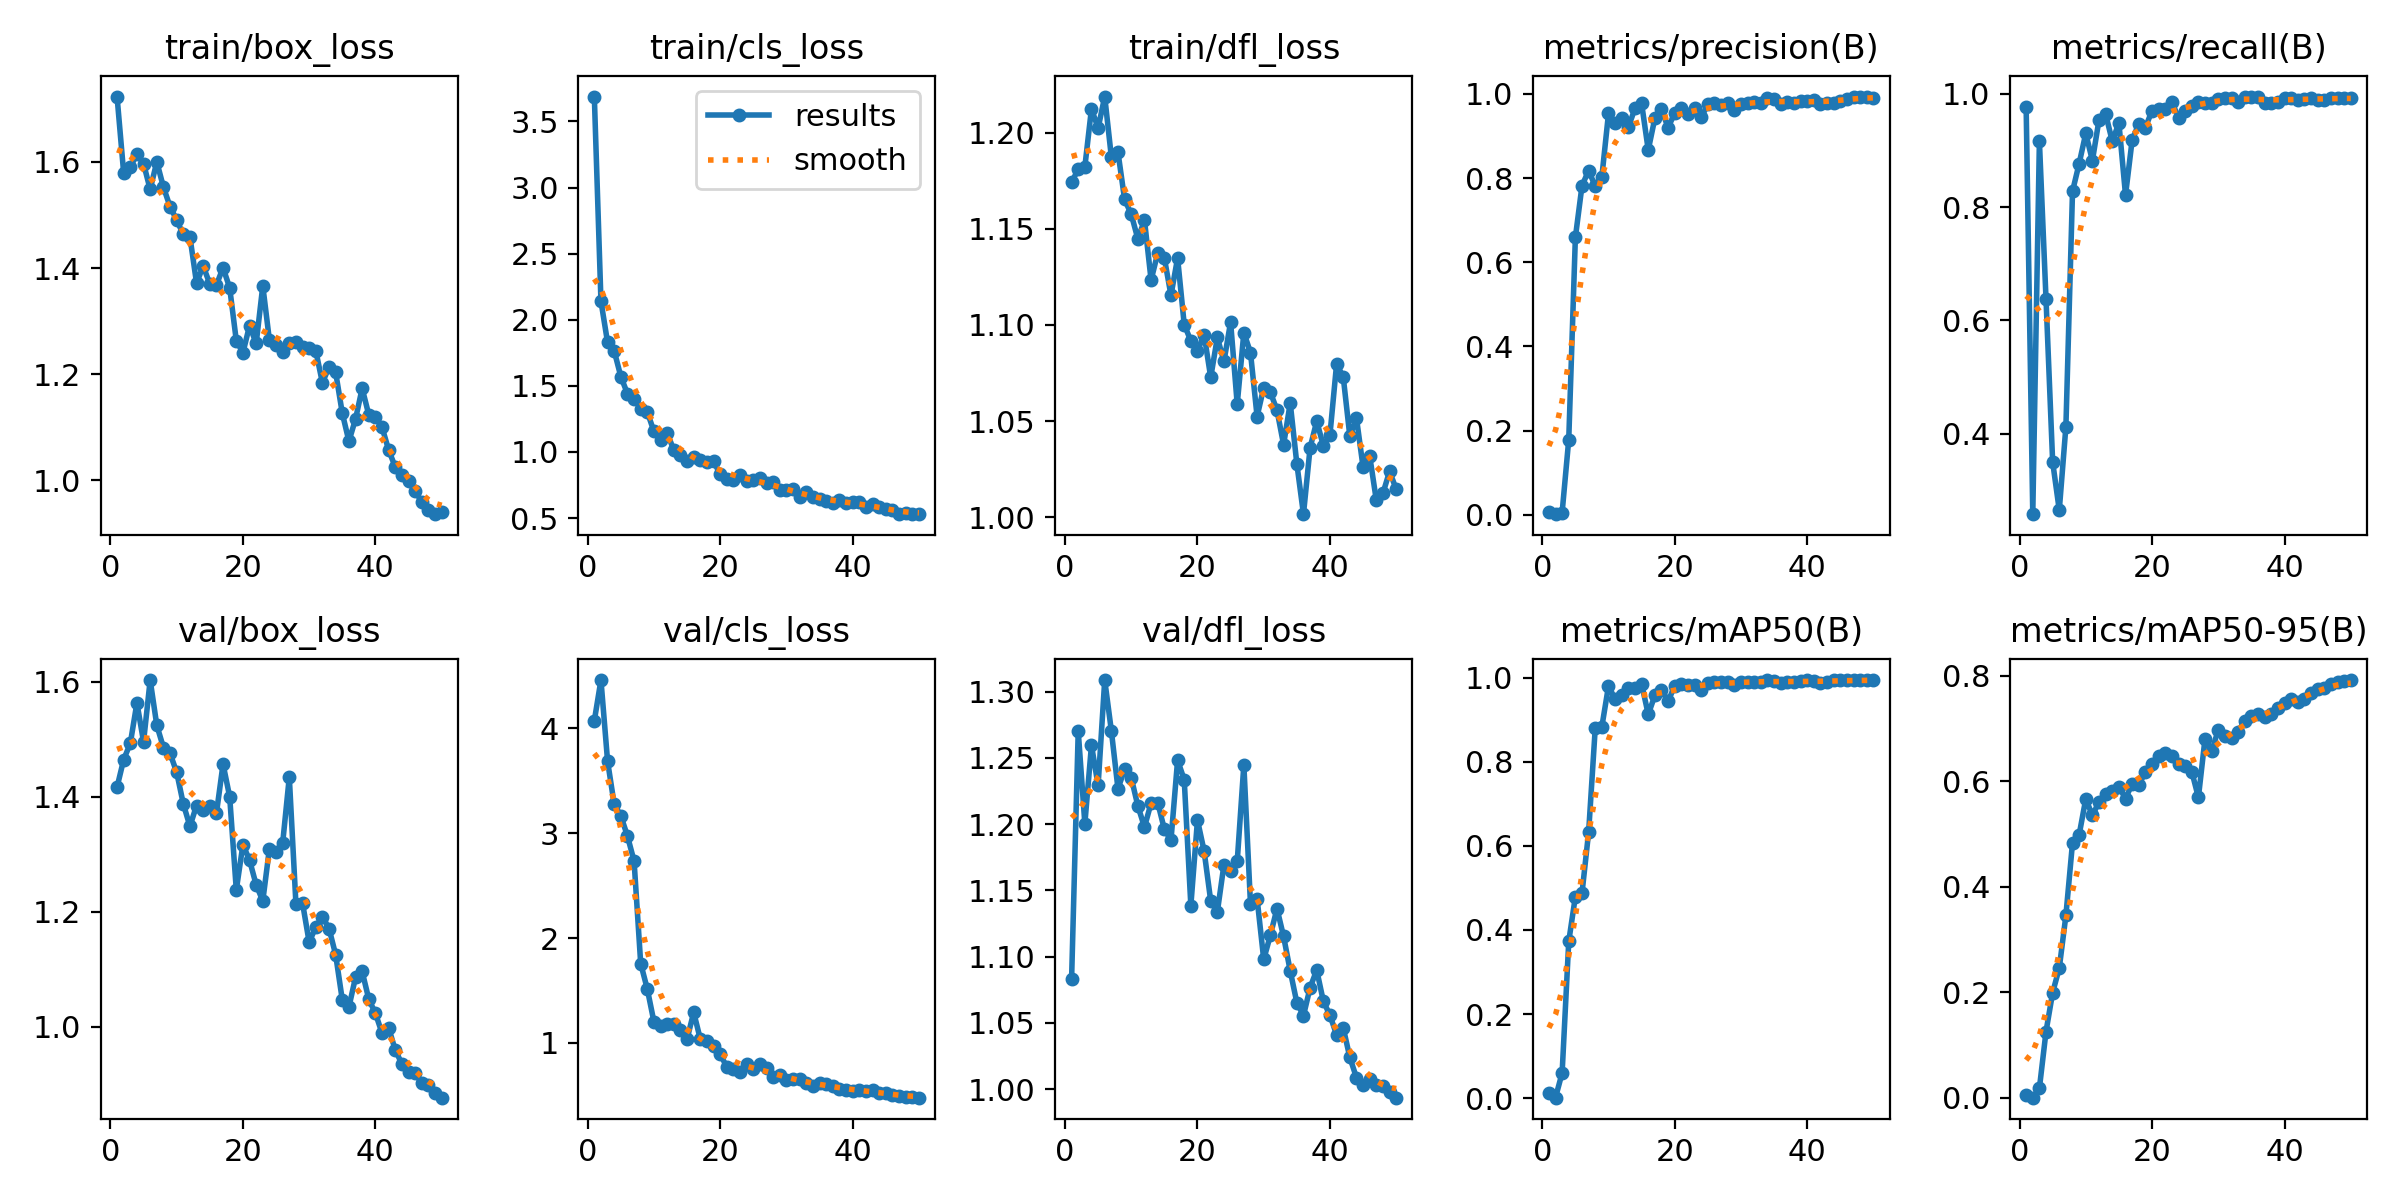 train/box_loss
1.6
1.4
1.2
1.0
0 20 40
train/cls_loss
results
smooth
3.5
3.0
2.5
2.0
1.5
1.0
0.5
0 20 40
train/dfl_loss
1.20
1.15
1.10
1.05
1.00
0 20 40
metrics/precision(B)
1.0
0.8
0.6
0.4
0.2
0.0
0 20 40
metrics/recall(B)
1.0
0.8
0.6
0.4
0 20 40
val/box_loss
1.6
1.4
1.2
1.0
0 20 40
val/cls_loss
4
3
2
1
0 20 40
val/dfl_loss
1.30
1.25
1.20
1.15
1.10
1.05
1.00
0 20 40
metrics/mAP50(B)
1.0
0.8
0.6
0.4
0.2
0.0
0 20 40
metrics/mAP50-95(B)
0.8
0.6
0.4
0.2
0.0
0 20 40